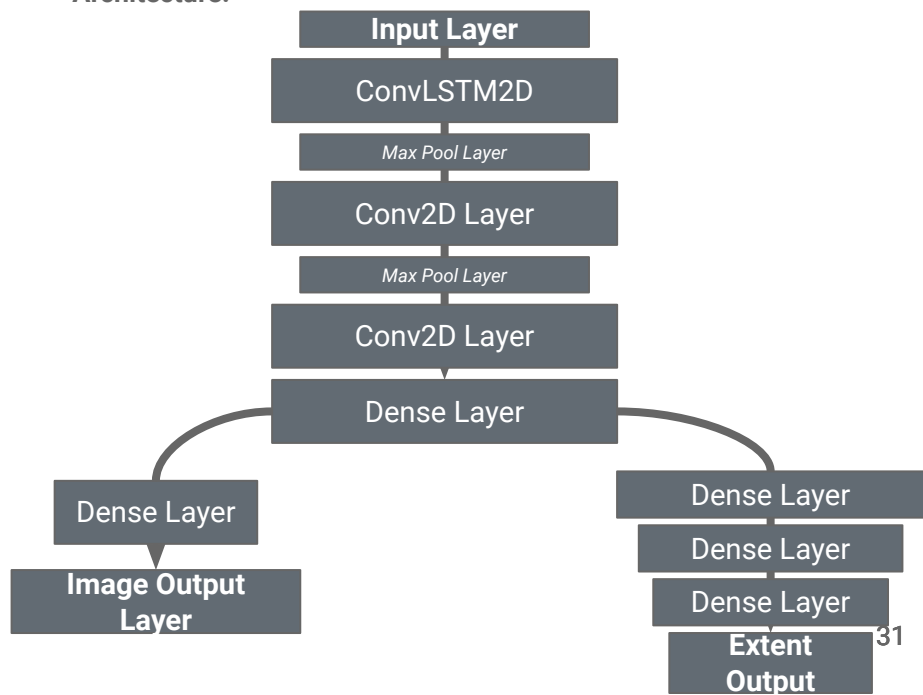 Architecture:
Input Layer
ConvLSTM2D
Max Pool Layer
Conv2D Layer
Max Pool Layer
Conv2D Layer
Dense Layer
Dense Layer
Image Output
Layer
Dense Layer
Dense Layer
Dense Layer
Extent
Output
31